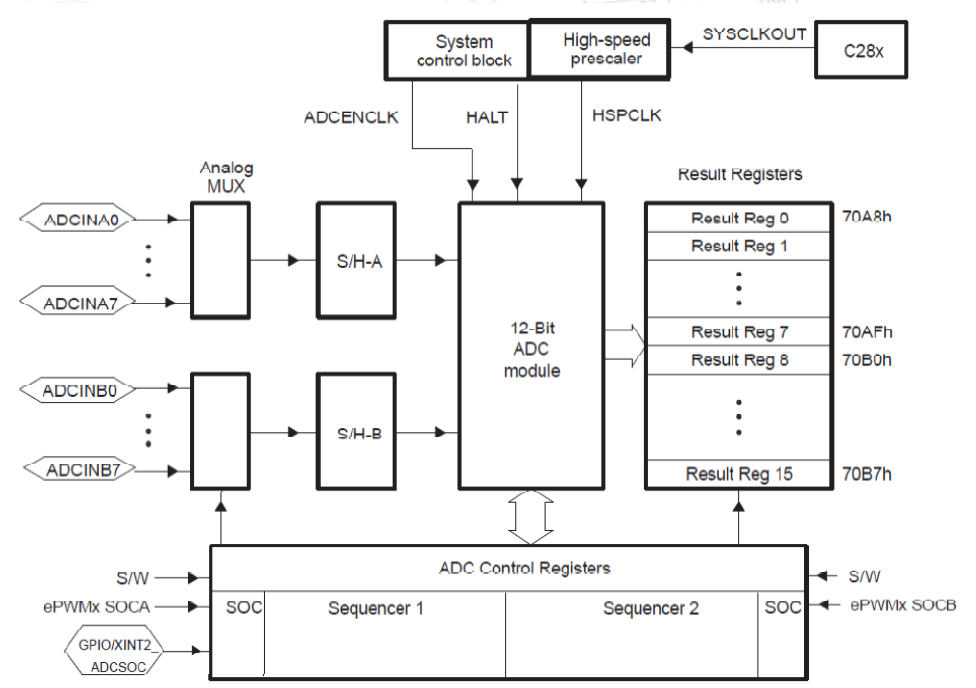 System
control block
High-speed
prescaler
SYSCLKOUT
C28x
ADCENCLK
HALT
HSPCLK
Analog
MUX
Result Registers
ADCINA0
ADCINA7
S/H-A
12-Bit
ADC
module
Result Reg 0
70A8h
Result Reg 1
Result Reg 7
70AFh
Result Reg 8
70B0h
ADCINB0
ADCINB7
S/H-B
Result Reg 15
70B7h
ADC Control Registers
S/W
S/W
ePWMx SOCA
SOC
Sequencer 1
Sequencer 2
SOC
ePWMx SOCB
GPIO/XINT2_
ADCSOC